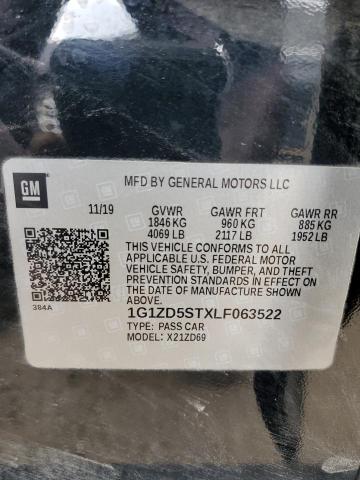 GM
MFD BY GENERAL MOTORS LLC
11/19 GVWR GAWR FRT GAWR RR
1846 KG 960 KG 885 KG
4069 LB 2117 LB 1952 LB
THIS VEHICLE CONFORMS TO ALL
APPLICABLE U.S. FEDERAL MOTOR
VEHICLE SAFETY, BUMPER, AND THEFT
PREVENTION STANDARDS IN EFFECT
ON THE DATE OF MANUFACTURE
SHOWN ABOVE.
384A
1G1ZD5STXLF063522
TYPE: PASS CAR
MODEL: X21ZD69